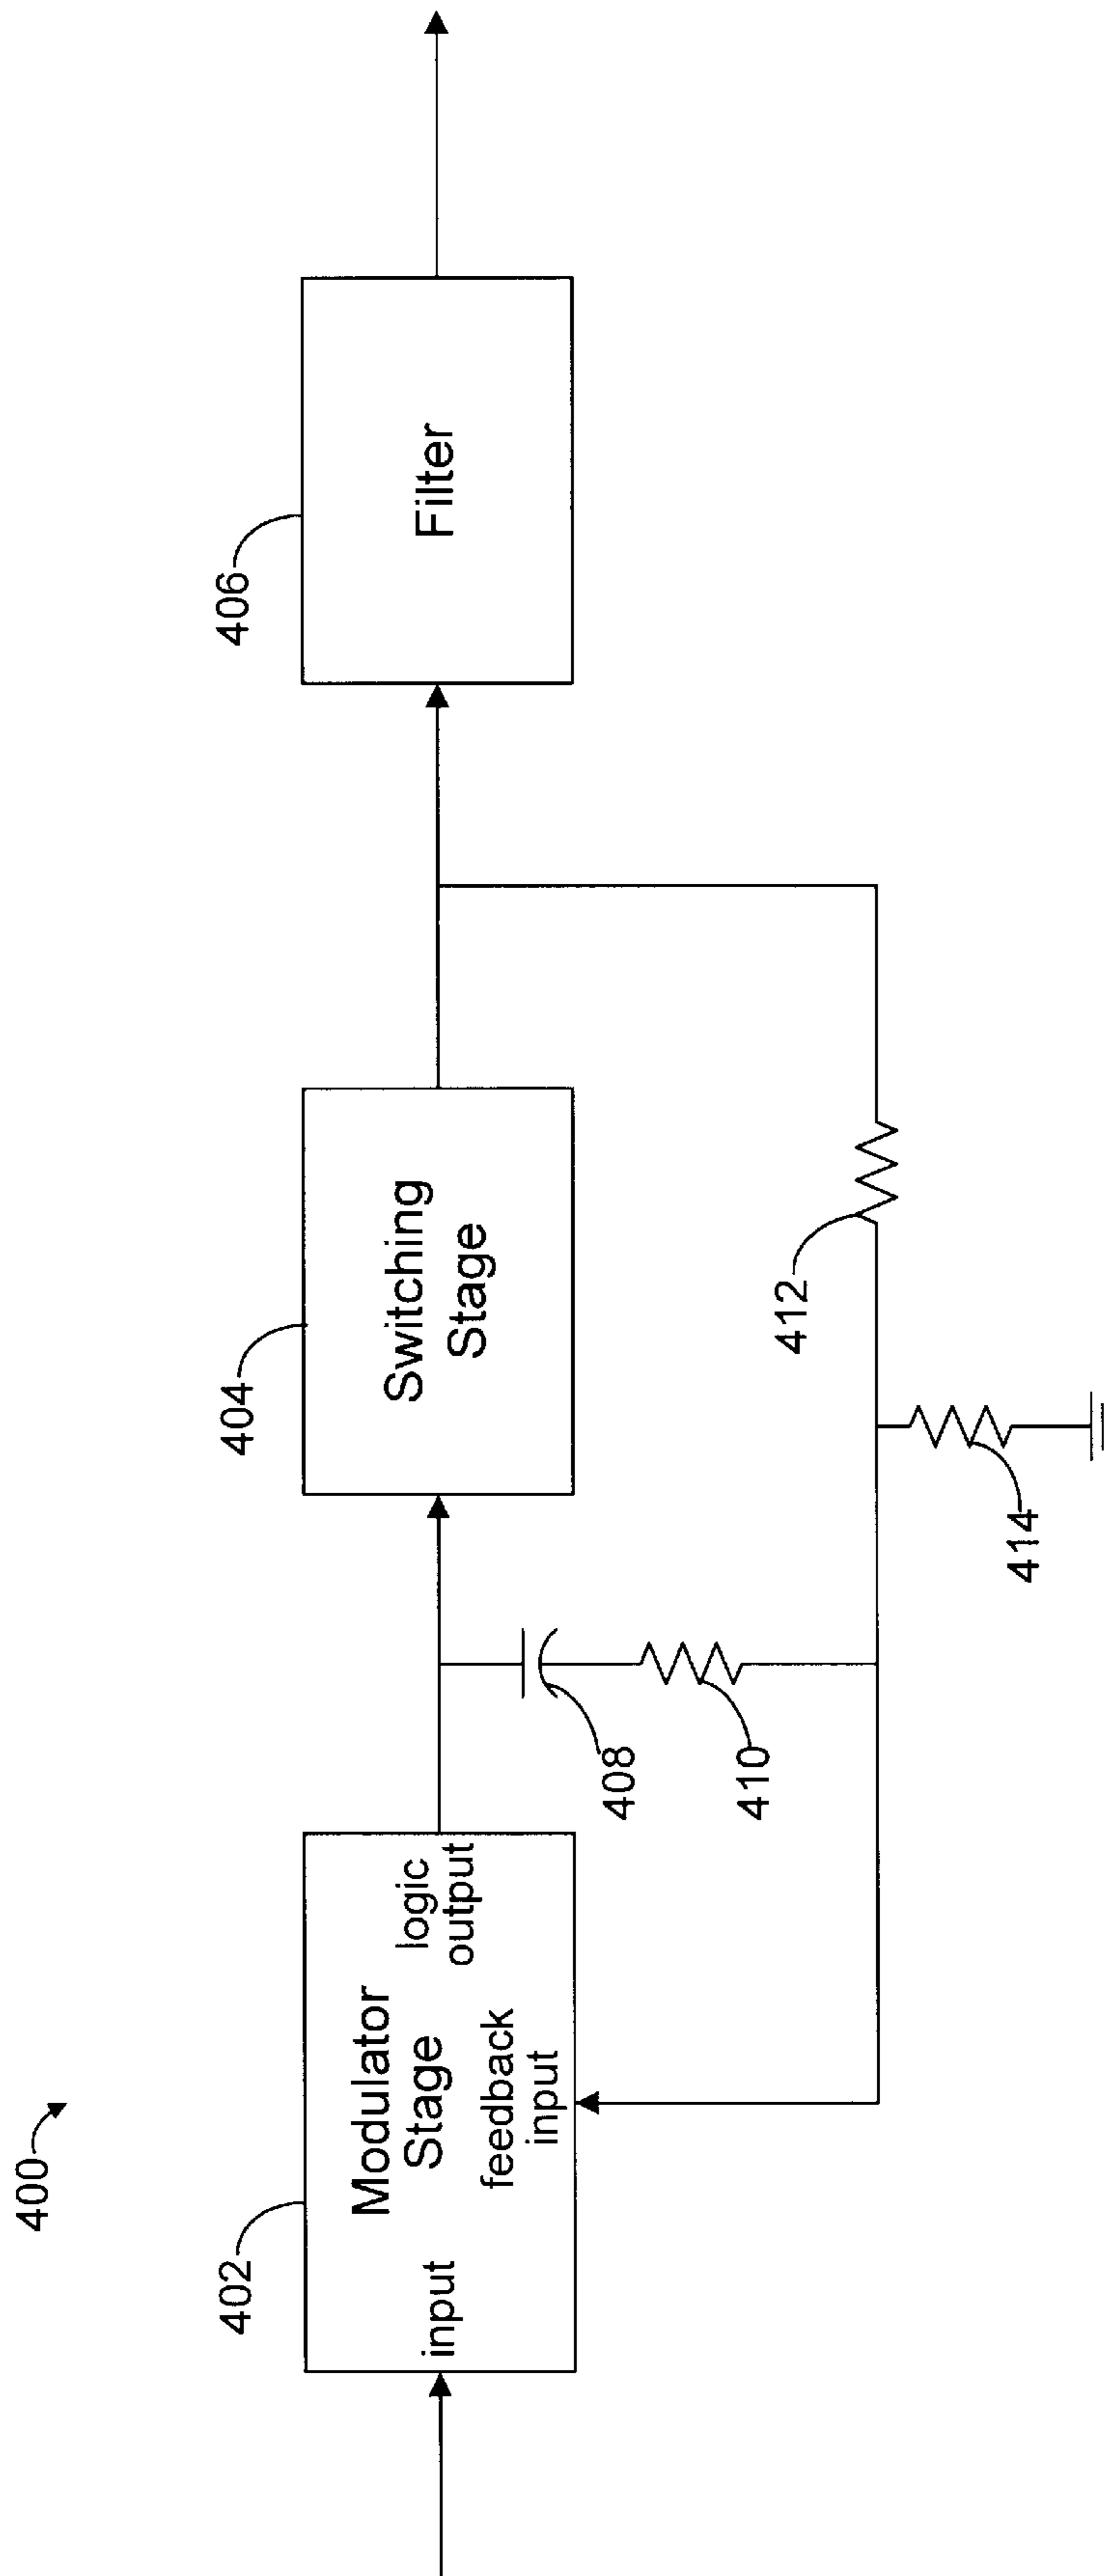 400
402
404
406
Modulator
Stage
input
logic
output
feedback
input
Switching
Stage
Filter
408
410
412
414